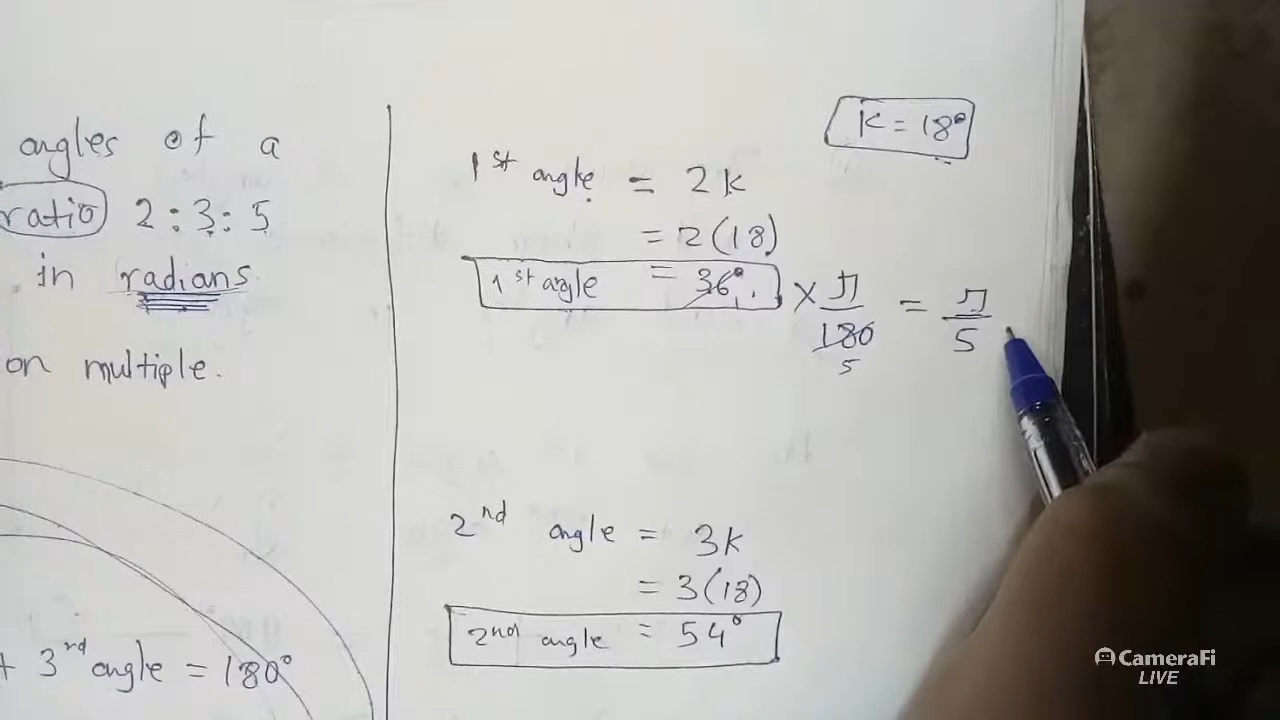 angles of a
ratio 2:3:5
in radians
on multiple.
+ 3rd angle = 180°
K = 18°
1st angle = 2k
= 2(18)
1st angle = 36° × π/180 = π/5
5
2nd angle = 3k
= 3(18)
2nd angle = 54°
CameraFi
LIVE